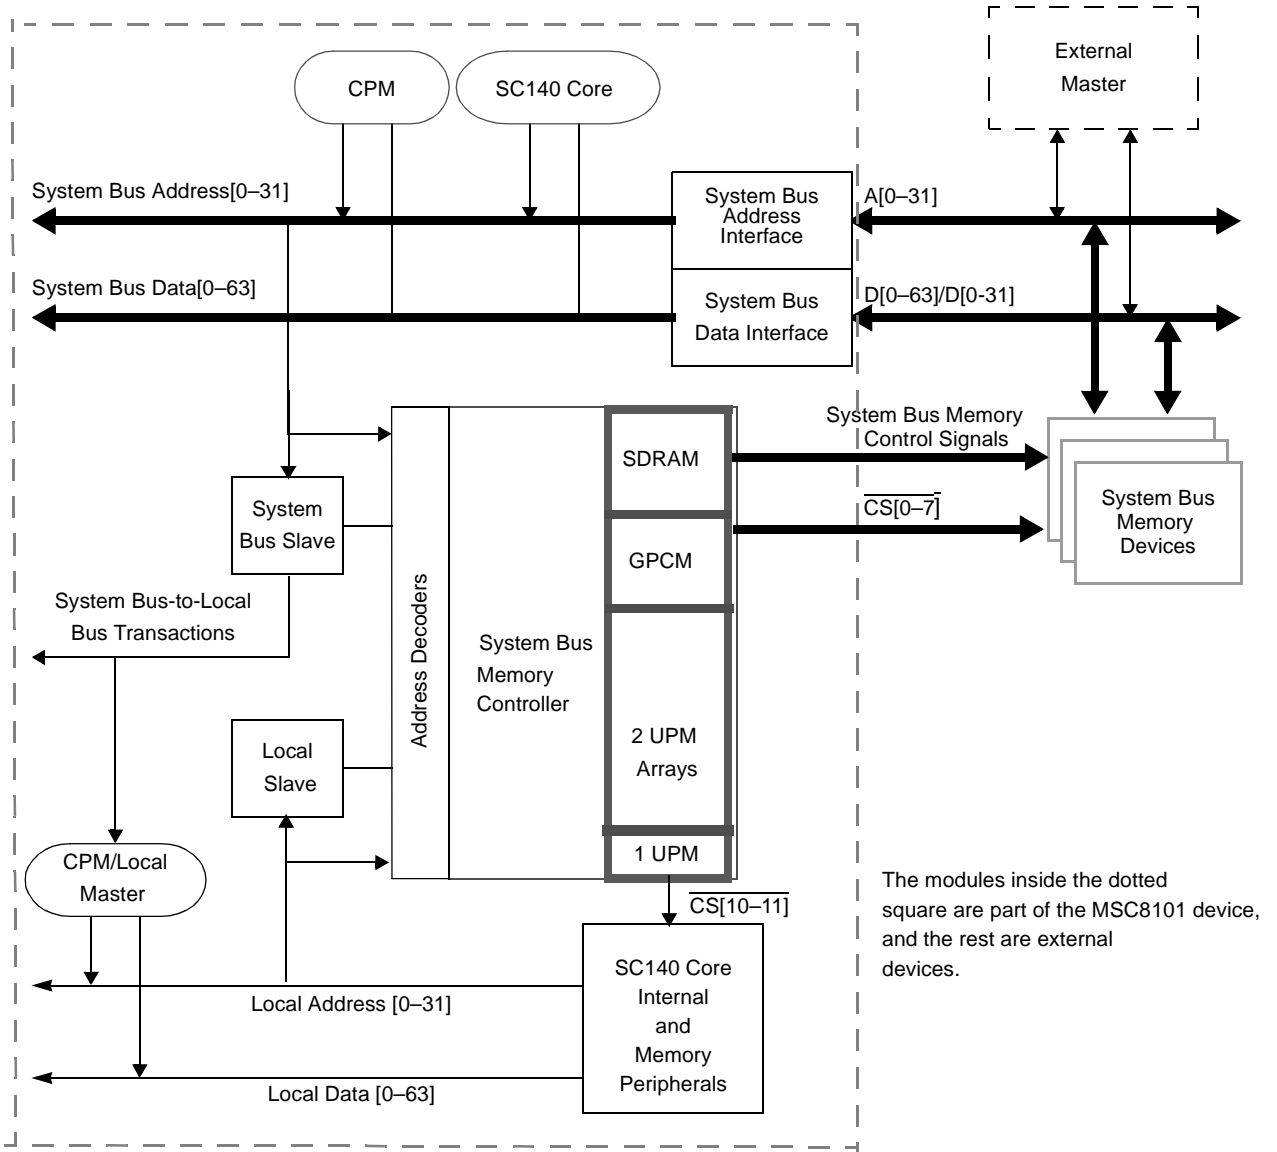 External
Master
CPM
SC140 Core
System Bus Address[0–31]
System Bus
Address
Interface
A[0–31]
System Bus Data[0–63]
System Bus
Data Interface
D[0–63]/D[0-31]
System Bus Memory
Control Signals
SDRAM
CS[0–7]
System Bus
Memory
Devices
System
Bus Slave
GPCM
Address Decoders
System Bus-to-Local
Bus Transactions
System Bus
Memory
Controller
2 UPM
Arrays
Local
Slave
1 UPM
CPM/Local
Master
CS[10–11]
The modules inside the dotted
square are part of the MSC8101 device,
and the rest are external
devices.
SC140 Core
Internal
and
Memory
Peripherals
Local Address [0–31]
Local Data [0–63]